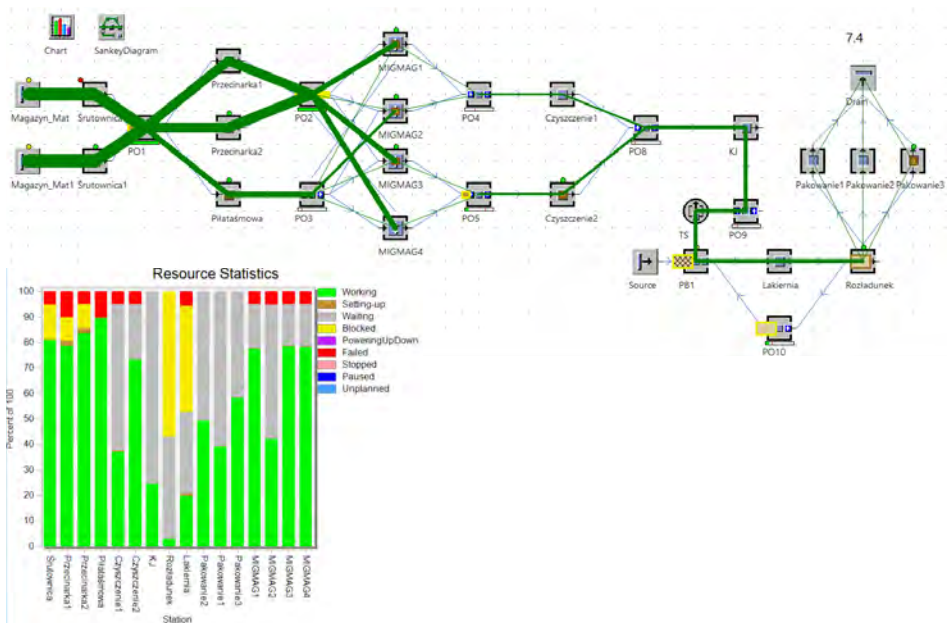 7.4
Chart
SankeyDiagram
Magazyn_Mat
Śrutownica
Przecinarka1
MIGMAG1
PO1
PO2
PO4
Czyszczenie1
Drain
Przecinarka2
MIGMAG2
PO8
KJ
Magazyn_Mat1
Śrutownica1
MIGMAG3
Pakowanie1
Pakowanie2
Pakowanie3
Piłataśmowa
PO3
PO5
Czyszczenie2
MIGMAG4
TS
PO9
Source
PB1
Lakiernia
Rozładunek
PO10
Resource Statistics
Percent of 100
100
90
80
70
60
50
40
30
20
10
0
Working
Setting-up
Waiting
Blocked
PoweringUpDown
Failed
Stopped
Paused
Unplanned
Śrutownica
Przecinarka1
Przecinarka2
Piłataśmowa
Czyszczenie1
Czyszczenie2
KJ
Rozładunek
Lakiernia
Pakowanie2
Pakowanie1
Pakowanie3
MIGMAG1
MIGMAG2
MIGMAG3
MIGMAG4
Station